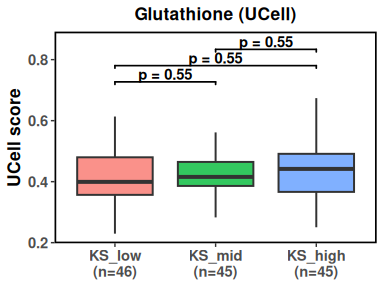 Glutathione (UCell)
p = 0.55
p = 0.55
p = 0.55
UCell score
0.8
0.6
0.4
0.2
KS_low
(n=46)
KS_mid
(n=45)
KS_high
(n=45)